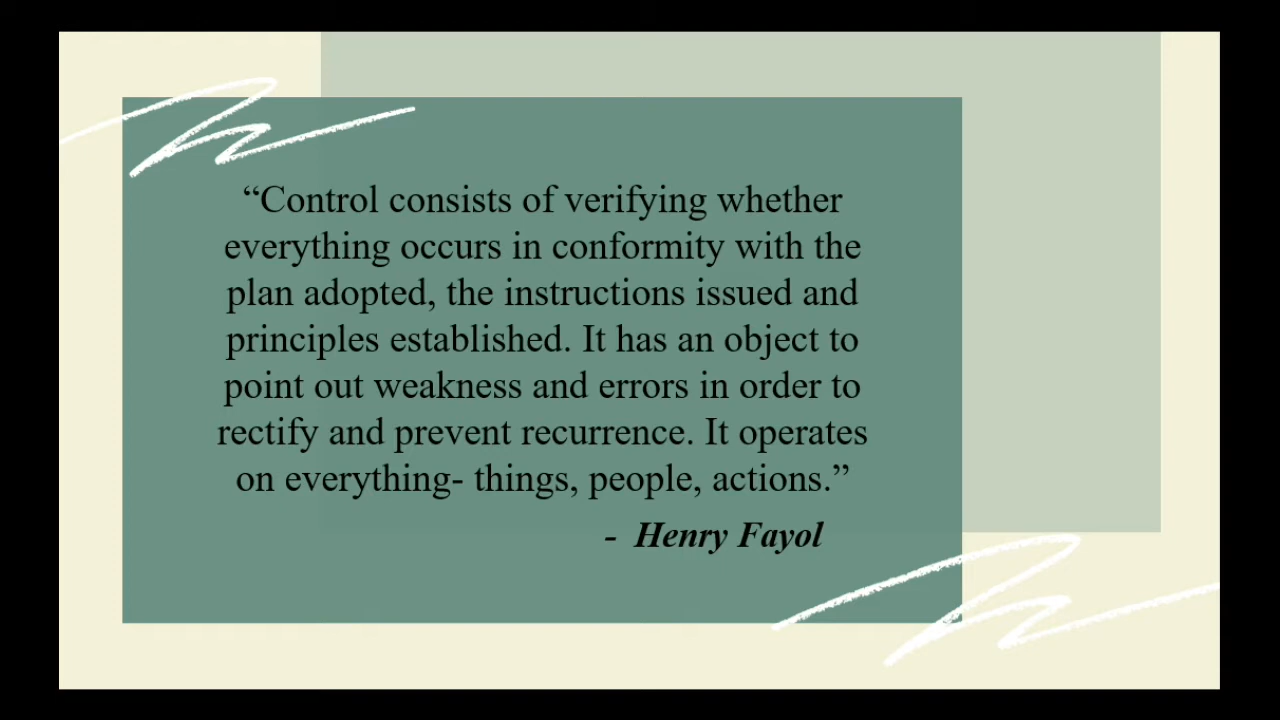 “Control consists of verifying whether
everything occurs in conformity with the
plan adopted, the instructions issued and
principles established. It has an object to
point out weakness and errors in order to
rectify and prevent recurrence. It operates
on everything- things, people, actions.”
- Henry Fayol